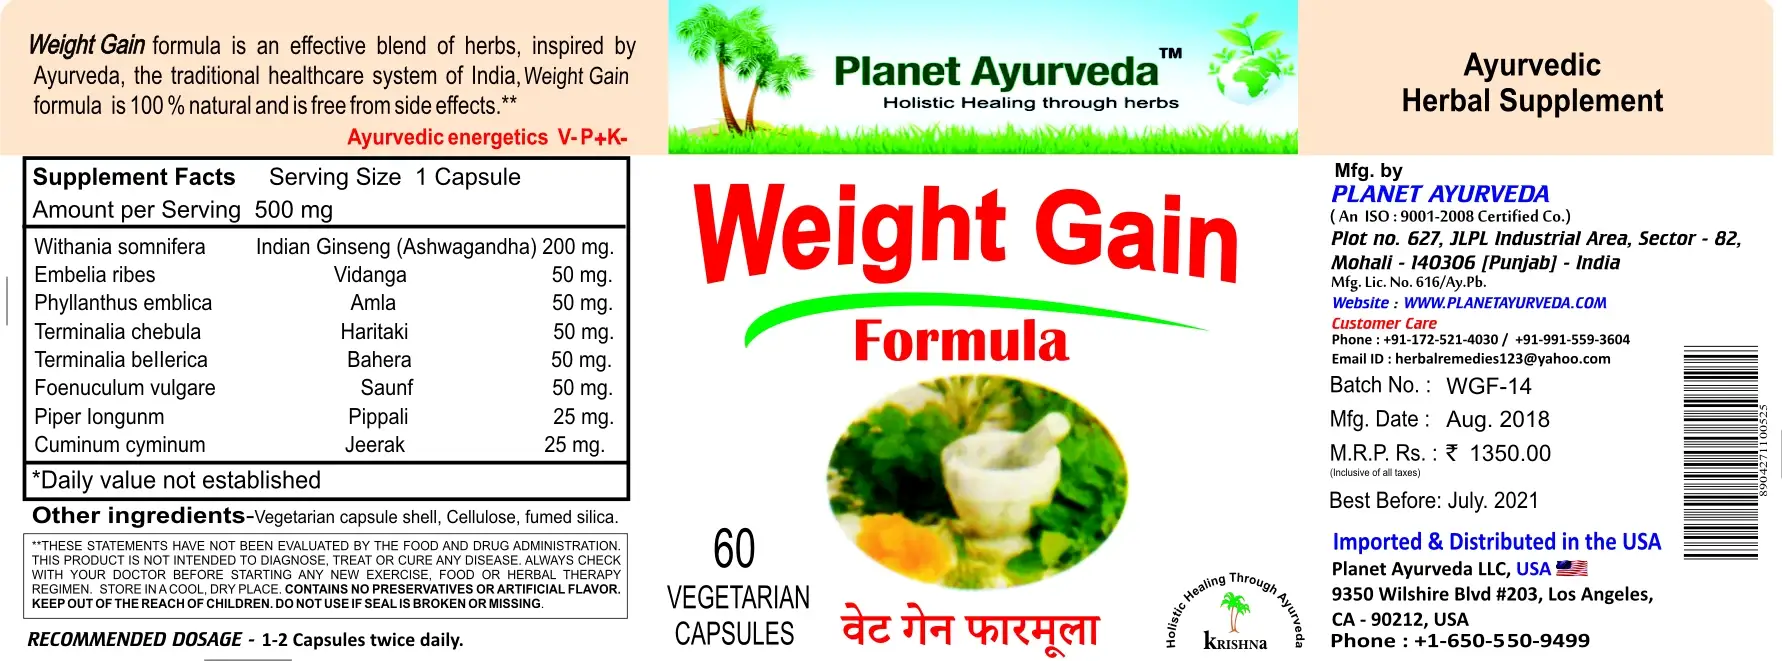 Weight Gain formula is an effective blend of herbs, inspired by
Ayurveda, the traditional healthcare system of India, Weight Gain
formula is 100 % natural and is free from side effects.**
Ayurvedic energetics V- P+K-
Supplement Facts Serving Size 1 Capsule
Amount per Serving 500 mg
Withania somnifera Indian Ginseng (Ashwagandha) 200 mg.
Embelia ribes Vidanga 50 mg.
Phyllanthus emblica Amla 50 mg.
Terminalia chebula Haritaki 50 mg.
Terminalia bellerica Bahera 50 mg.
Foenuculum vulgare Saunf 50 mg.
Piper longunm Pippali 25 mg.
Cuminum cyminum Jeerak 25 mg.
*Daily value not established
Other ingredients-Vegetarian capsule shell, Cellulose, fumed silica.
**THESE STATEMENTS HAVE NOT BEEN EVALUATED BY THE FOOD AND DRUG ADMINISTRATION.
THIS PRODUCT IS NOT INTENDED TO DIAGNOSE, TREAT OR CURE ANY DISEASE. ALWAYS CHECK
WITH YOUR DOCTOR BEFORE STARTING ANY NEW EXERCISE, FOOD OR HERBAL THERAPY
REGIMEN. STORE IN A COOL, DRY PLACE. CONTAINS NO PRESERVATIVES OR ARTIFICIAL FLAVOR.
KEEP OUT OF THE REACH OF CHILDREN. DO NOT USE IF SEAL IS BROKEN OR MISSING.
RECOMMENDED DOSAGE - 1-2 Capsules twice daily.
Planet Ayurveda™
Holistic Healing through herbs
Weight Gain
Formula
60
VEGETARIAN
CAPSULES
वेट गेन फारमूला
Holistic Healing Through Ayurveda
KRISHNa
Ayurvedic
Herbal Supplement
Mfg. by
PLANET AYURVEDA
( An ISO : 9001-2008 Certified Co.)
Plot no. 627, JLPL Industrial Area, Sector - 82,
Mohali - 140306 [Punjab] - India
Mfg. Lic. No. 616/Ay.Pb.
Website : WWW.PLANETAYURVEDA.COM
Customer Care
Phone : +91-172-521-4030 / +91-991-559-3604
Email ID : herbalremedies123@yahoo.com
Batch No. : WGF-14
Mfg. Date : Aug. 2018
M.R.P. Rs. : ₹ 1350.00
(Inclusive of all taxes)
Best Before: July. 2021
Imported & Distributed in the USA
Planet Ayurveda LLC, USA
9350 Wilshire Blvd #203, Los Angeles,
CA - 90212, USA
Phone : +1-650-550-9499
8904271100525